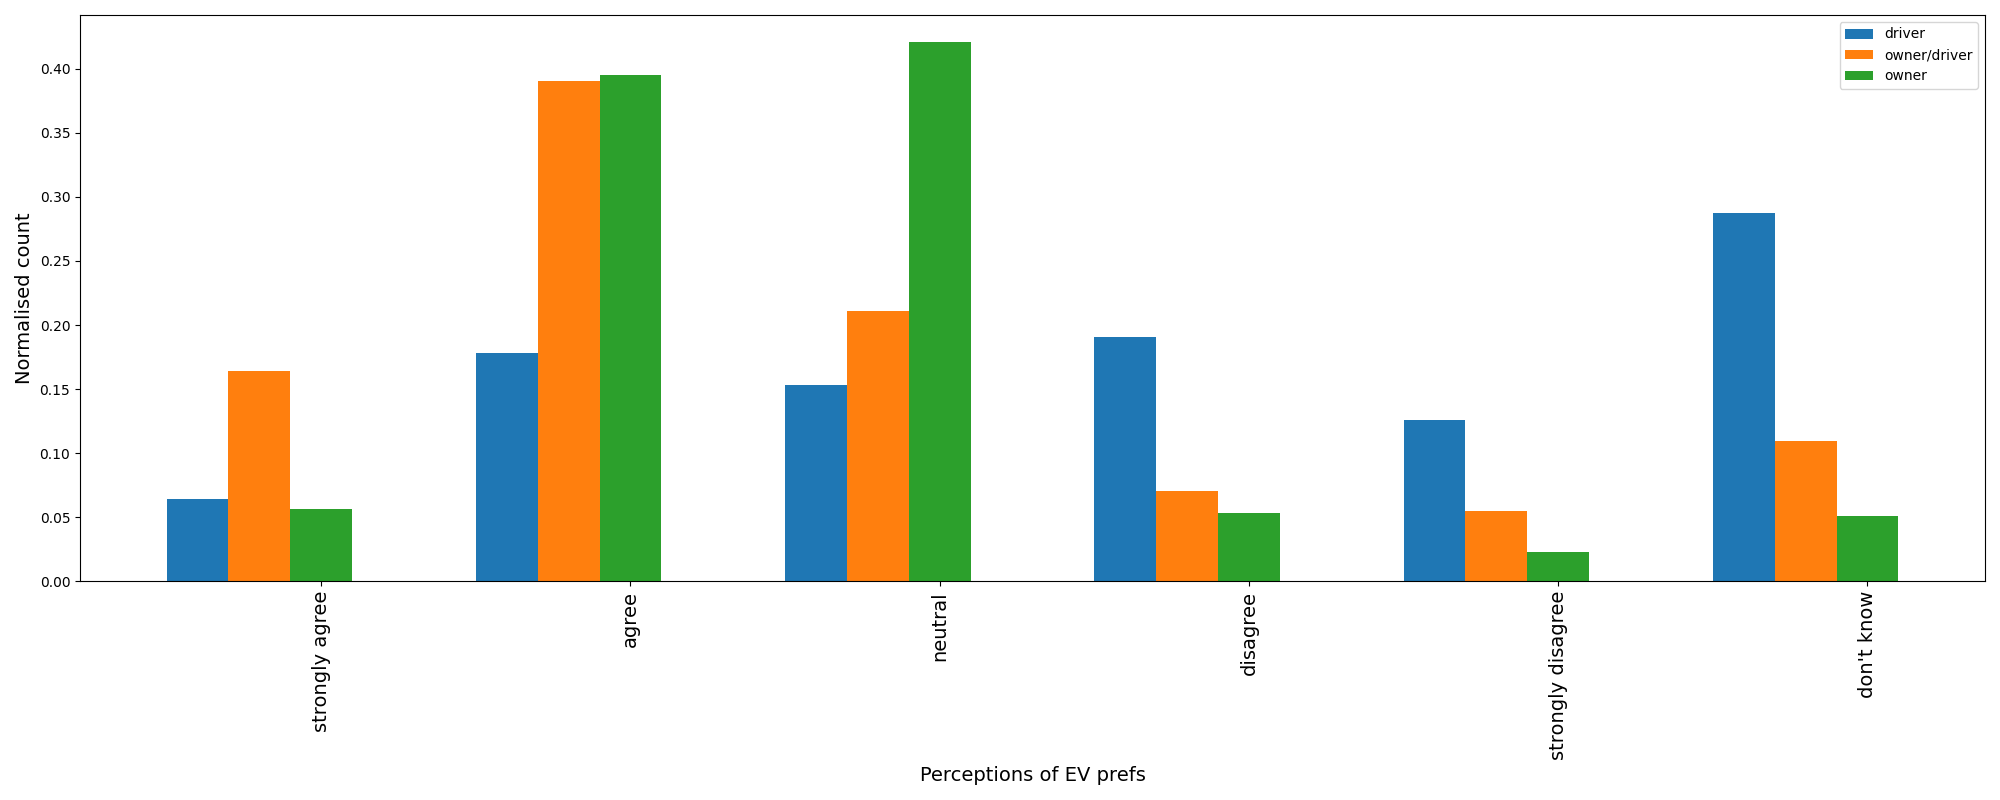 driver
owner/driver
owner
0.40
0.35
0.30
0.25
0.20
0.15
0.10
0.05
0.00
Normalised count
strongly agree
agree
neutral
disagree
strongly disagree
don't know
Perceptions of EV prefs